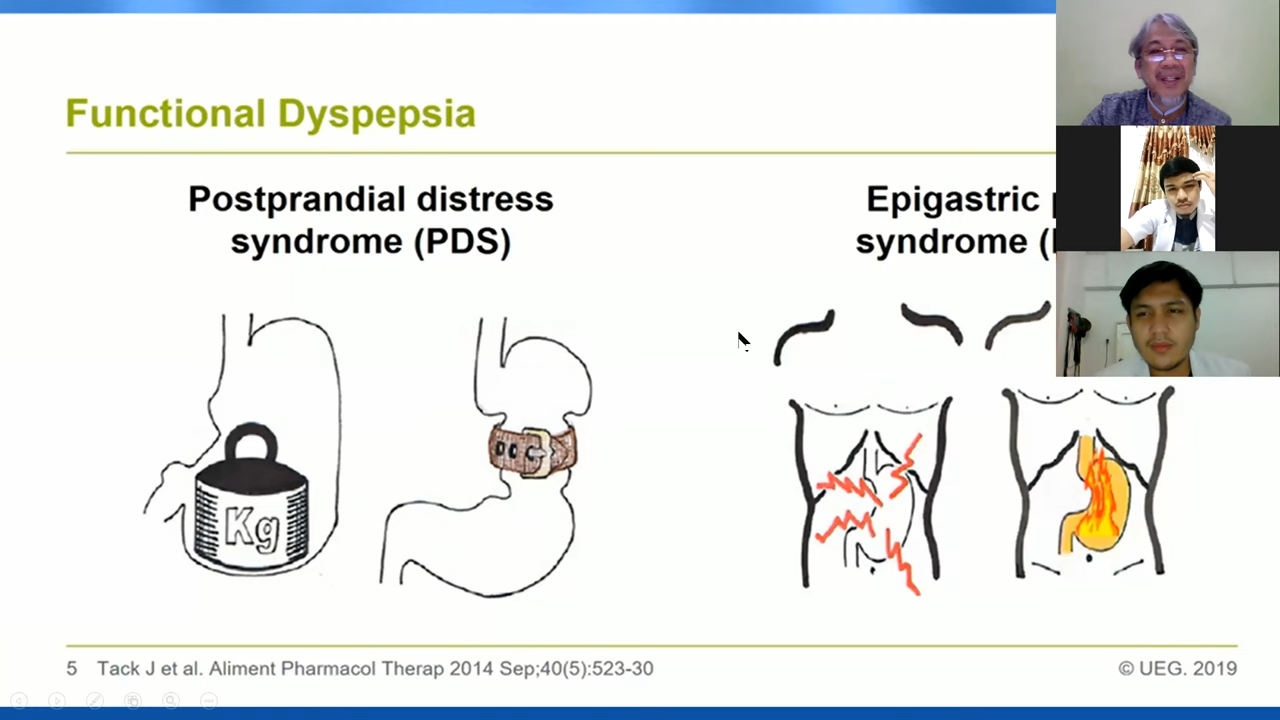 Functional Dyspepsia
Postprandial distress
syndrome (PDS)
Epigastric
syndrome (
Kg
5 Tack J et al. Aliment Pharmacol Therap 2014 Sep;40(5):523-30
© UEG. 2019